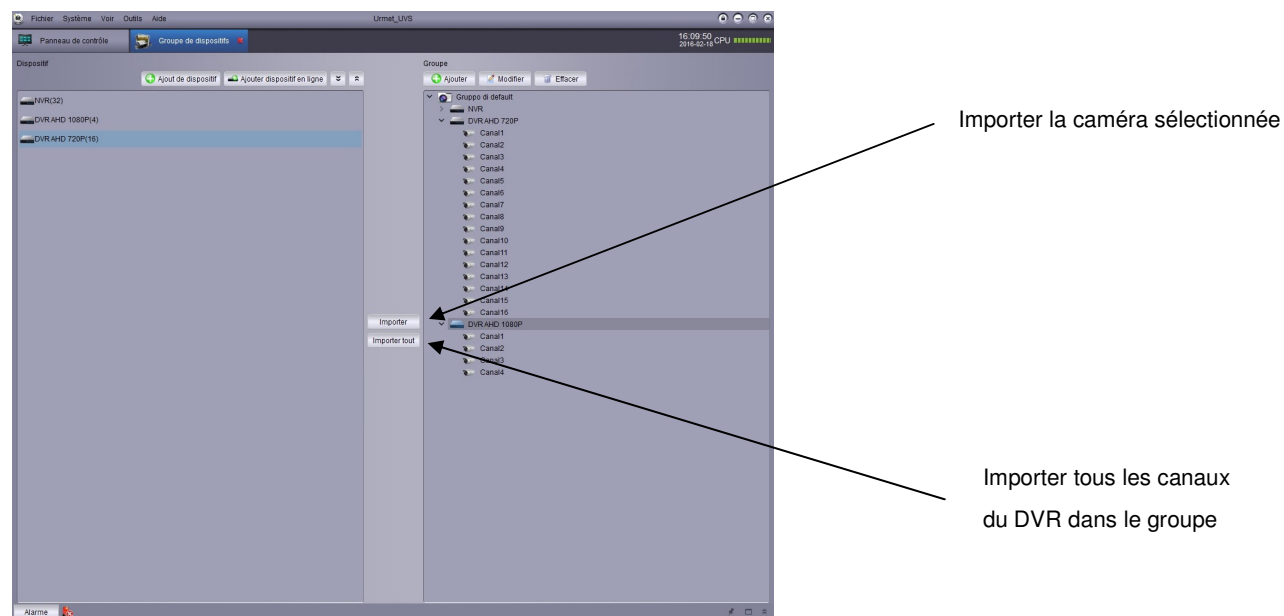 Fichier Système Voir Outils Aide Urmet_UVS
Panneau de contrôle Groupe de dispositifs 16:09:50
2016-02-18 CPU
Dispositif
Ajout de dispositif Ajouter dispositif en ligne
NVR(32)
DVR AHD 1080P(4)
DVR AHD 720P(16)
Importer
Importer tout
Groupe
Ajouter Modifier Effacer
Gruppo di default
NVR
DVR AHD 720P
Canal1
Canal2
Canal3
Canal4
Canal5
Canal6
Canal7
Canal8
Canal9
Canal10
Canal11
Canal12
Canal13
Canal14
Canal15
Canal16
DVR AHD 1080P
Canal1
Canal2
Canal3
Canal4
Alarme
Importer la caméra sélectionnée
Importer tous les canaux
du DVR dans le groupe